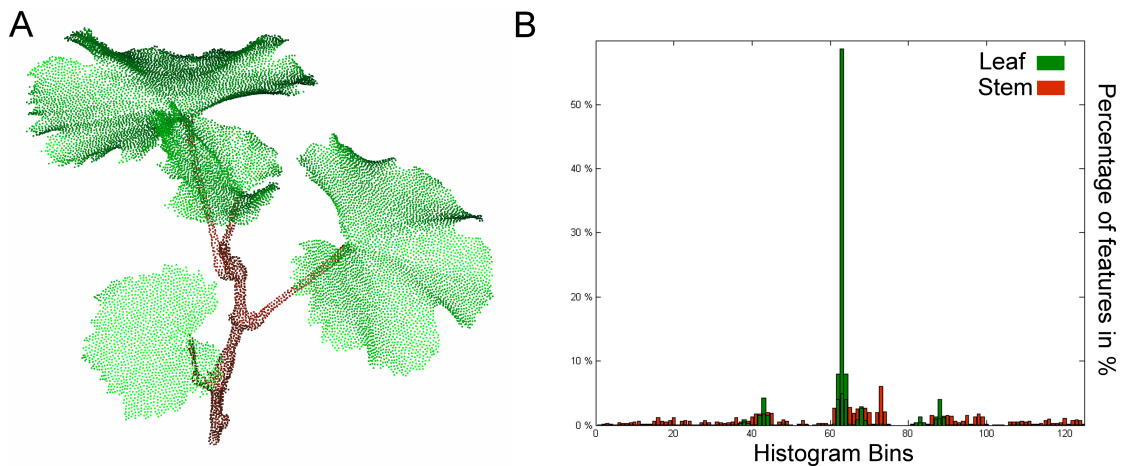 A
B
Leaf
Stem
50 %
40 %
30 %
20 %
10 %
0 %
0 20 40 60 80 100 120
Histogram Bins
Percentage of features in %